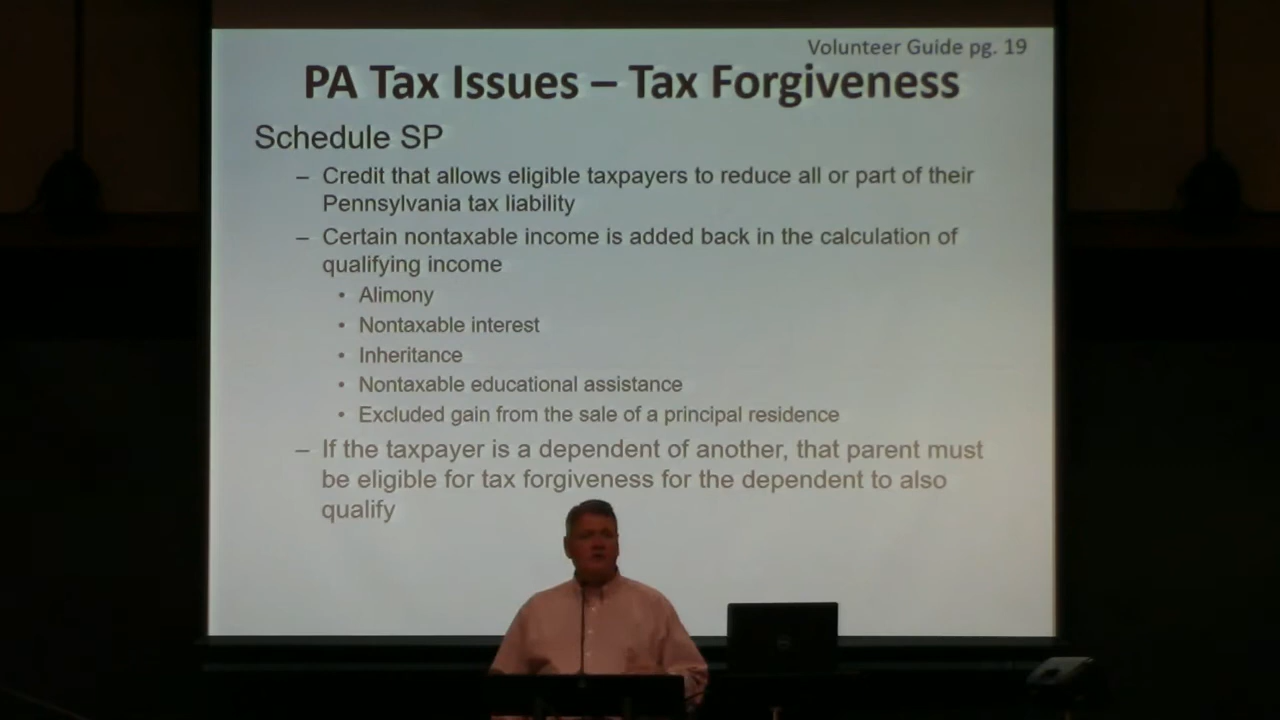 Volunteer Guide pg. 19
PA Tax Issues – Tax Forgiveness
Schedule SP
– Credit that allows eligible taxpayers to reduce all or part of their
Pennsylvania tax liability
– Certain nontaxable income is added back in the calculation of
qualifying income
• Alimony
• Nontaxable interest
• Inheritance
• Nontaxable educational assistance
• Excluded gain from the sale of a principal residence
– If the taxpayer is a dependent of another, that parent must
be eligible for tax forgiveness for the dependent to also
qualify